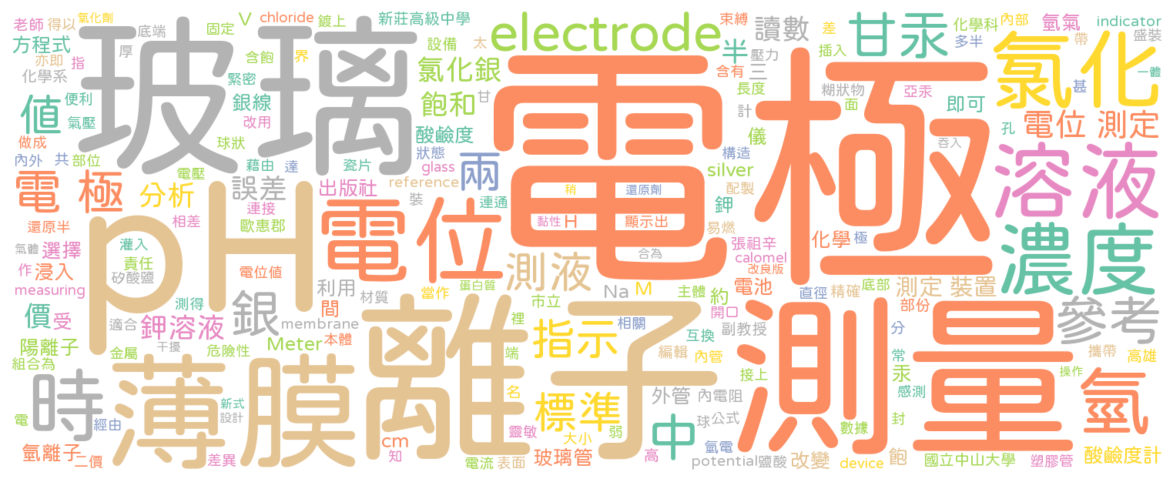 電極
玻璃
pH
離子
測量
薄膜
電位
氯化
溶液
濃度
electrode
電 極
氫
時
銀
值
甘汞
參考
指示
標準
測液
中
兩
半
氯化銀
飽和
讀數
電位 測定
分析
誤差
鉀溶液
價
選擇
Meter
silver
測定 裝置
酸鹼度計
酸鹼度
即可
儀
三
鉀
化學
電池
約
M
Na
H
V
老師
得以
氧化劑
底端
鍍上
固定
chloride
新莊高級中學
方程式
亦即
指
厚
含飽
界
設備
太
束縛
差
化學科
內部
氫氣
indicator
帶
盛裝
化學系
緊密
甘
壓力
多半
插入
便利
氣壓
銀線
改用
含有
長度
計
糊狀物
面
亞汞
孔
甚
一體
做成
球狀
狀態
瓷片
構造
吞入
內外
共
部位
藉由
達
glass
出版社
reference
配製
電壓
連接
裝
連通
稍
還原劑
黏性
顯示出
易燃
還原半
相差
歐惠郡
合為
張祖辛
極
calomel
改良版
氣體
灌入
責任
矽酸鹽
電位值
作
浸入
受
measuring
測得
利用
間
材質
當作
蛋白質
主體
直徑
精確
底部
部份
適合
干擾
membrane
本體
裡
市立
開口
互換
副教授
分
攜帶
高雄
陽離子
金屬
危險性
組合為
相關
端
編輯
內管
接上
常
汞
操作
感測
電
新式
設計
經由
名
外管
內電阻
氫離子
二價
差異
cm
知
靈敏
弱
大小
球
公式
數據
封
電流
表面
玻璃管
高
氫電
potential
鹽酸
改變
device
飽
國立中山大學
塑膠管